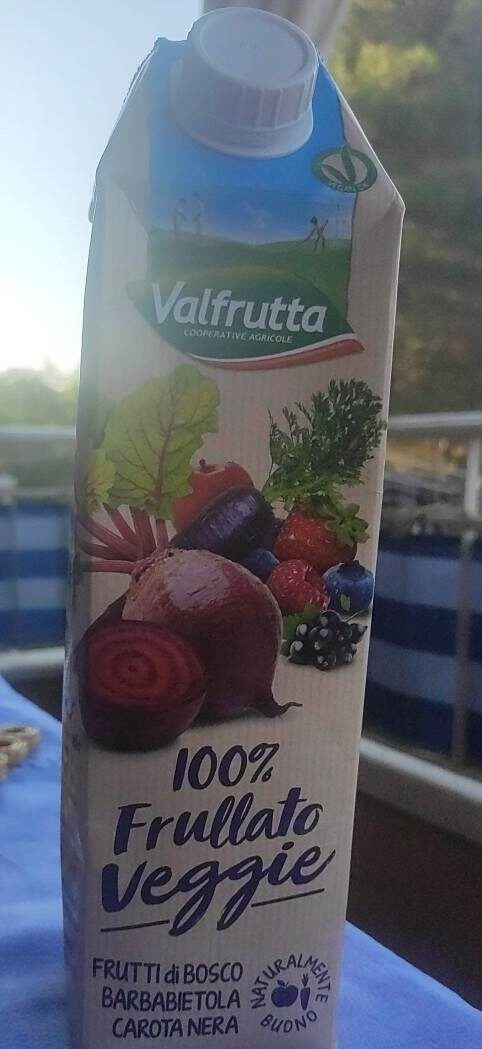 Valfrutta
COOPERATIVE AGRICOLE
100%
Frullato
Veggie
FRUTTI di BOSCO
BARBABIETOLA
CAROTA NERA
NATURALMENTE
BUONO